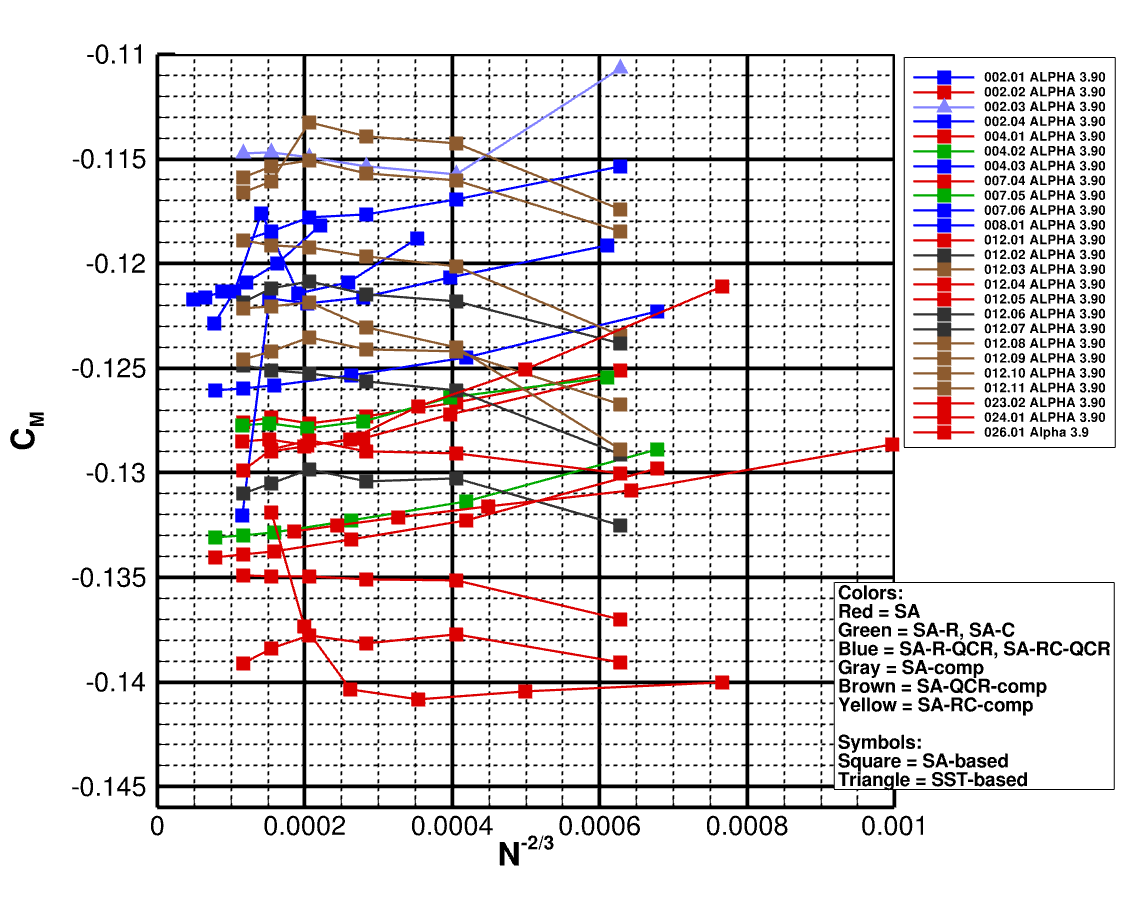 -0.11
-0.115
-0.12
-0.125
-0.13
-0.135
-0.14
-0.145
C_M
0 0.0002 0.0004 0.0006 0.0008 0.001
N^-2/3
002.01 ALPHA 3.90
002.02 ALPHA 3.90
002.03 ALPHA 3.90
002.04 ALPHA 3.90
004.01 ALPHA 3.90
004.02 ALPHA 3.90
004.03 ALPHA 3.90
007.04 ALPHA 3.90
007.05 ALPHA 3.90
007.06 ALPHA 3.90
008.01 ALPHA 3.90
012.01 ALPHA 3.90
012.02 ALPHA 3.90
012.03 ALPHA 3.90
012.04 ALPHA 3.90
012.05 ALPHA 3.90
012.06 ALPHA 3.90
012.07 ALPHA 3.90
012.08 ALPHA 3.90
012.09 ALPHA 3.90
012.10 ALPHA 3.90
012.11 ALPHA 3.90
023.02 ALPHA 3.90
024.01 ALPHA 3.90
026.01 Alpha 3.9
Colors:
Red = SA
Green = SA-R, SA-C
Blue = SA-R-QCR, SA-RC-QCR
Gray = SA-comp
Brown = SA-QCR-comp
Yellow = SA-RC-comp
Symbols:
Square = SA-based
Triangle = SST-based